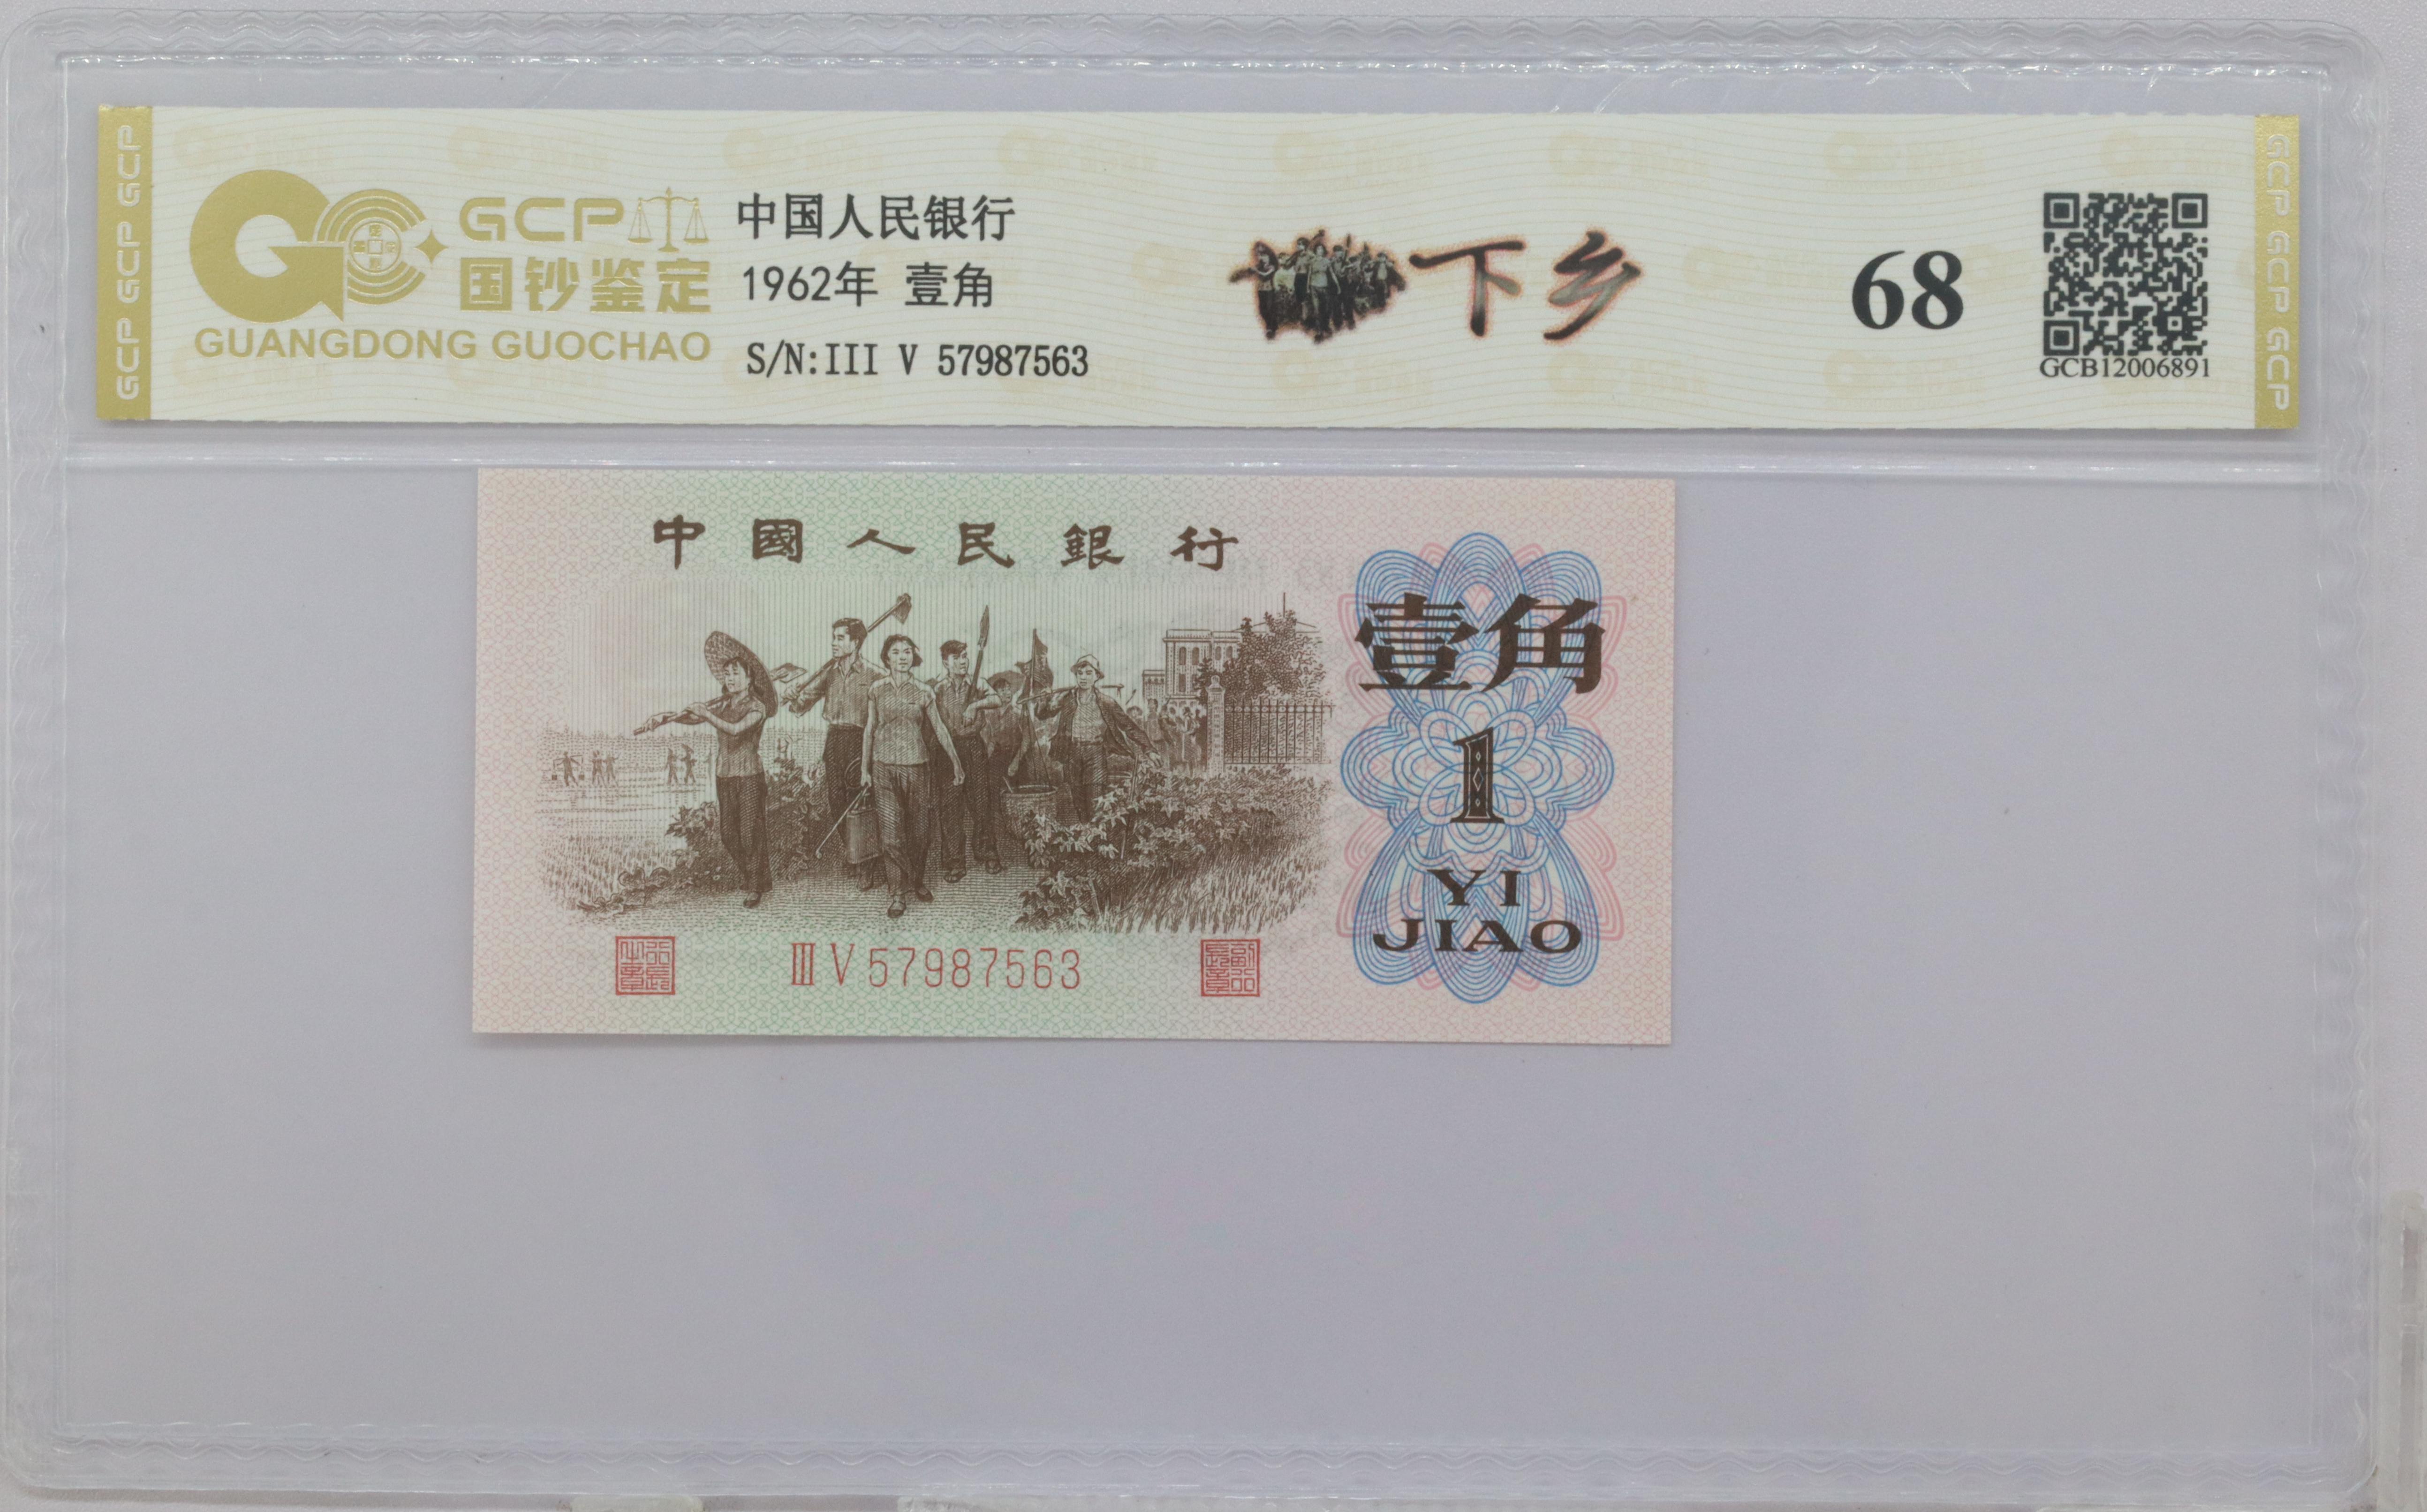 GCP GCP GCP
GCP
国钞鉴定
GUANGDONG GUOCHAO
中国人民银行
1962年 壹角
S/N:III V 57987563
下乡
68
GCB12006891
GCP GCP GCP
中國人民銀行
壹角
1
YI
JIAO
III V 57987563